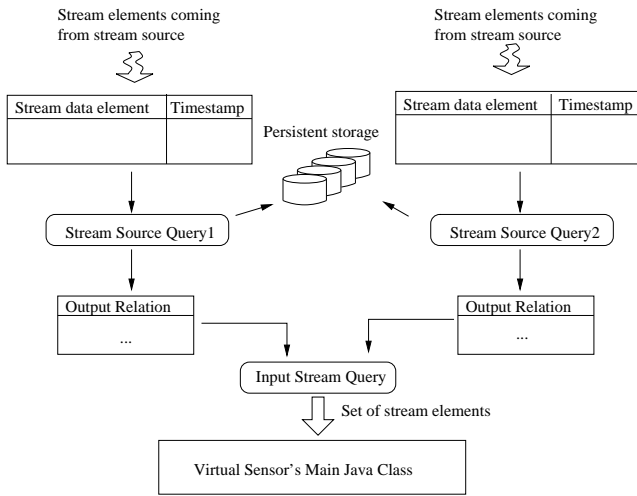 Stream elements coming
from stream source
Stream elements coming
from stream source
Stream data element
Timestamp
Stream data element
Timestamp
Persistent storage
Stream Source Query1
Stream Source Query2
Output Relation
...
Output Relation
...
Input Stream Query
Set of stream elements
Virtual Sensor's Main Java Class